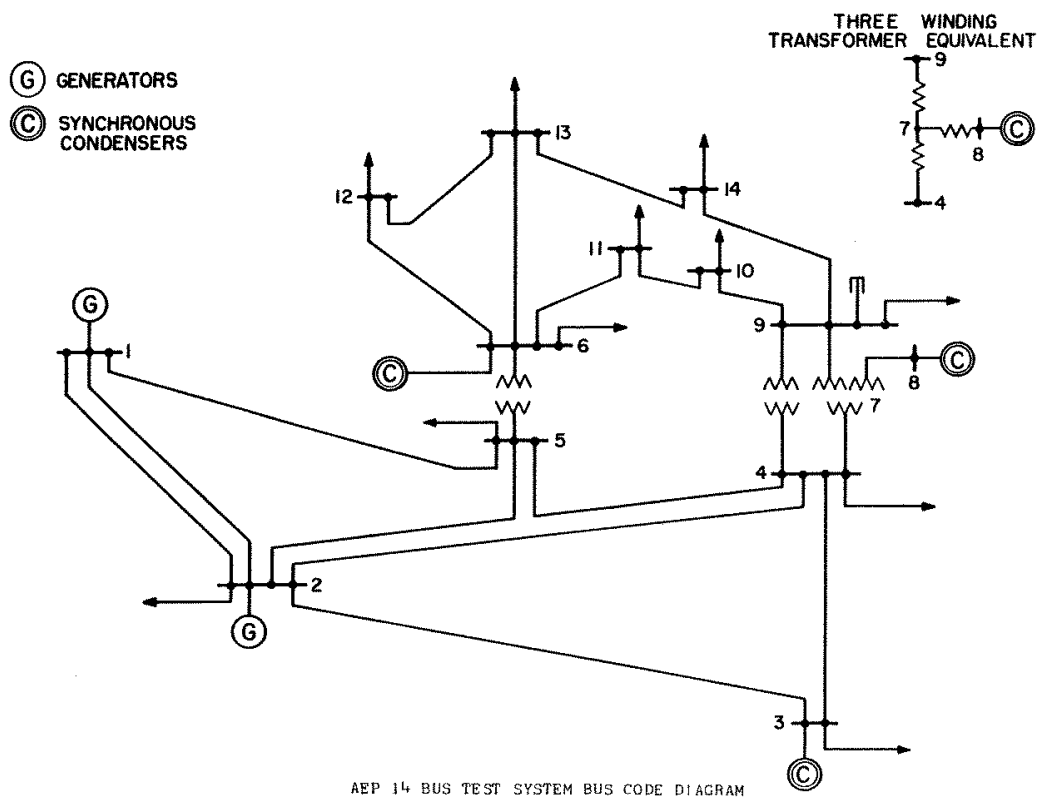 THREE WINDING
TRANSFORMER EQUIVALENT
G GENERATORS
C SYNCHRONOUS
CONDENSERS
9
7
C
8
4
13
12
14
11
10
G
1
6
9
C
8
C
7
5
4
2
G
3
C
AEP 14 BUS TEST SYSTEM BUS CODE DIAGRAM